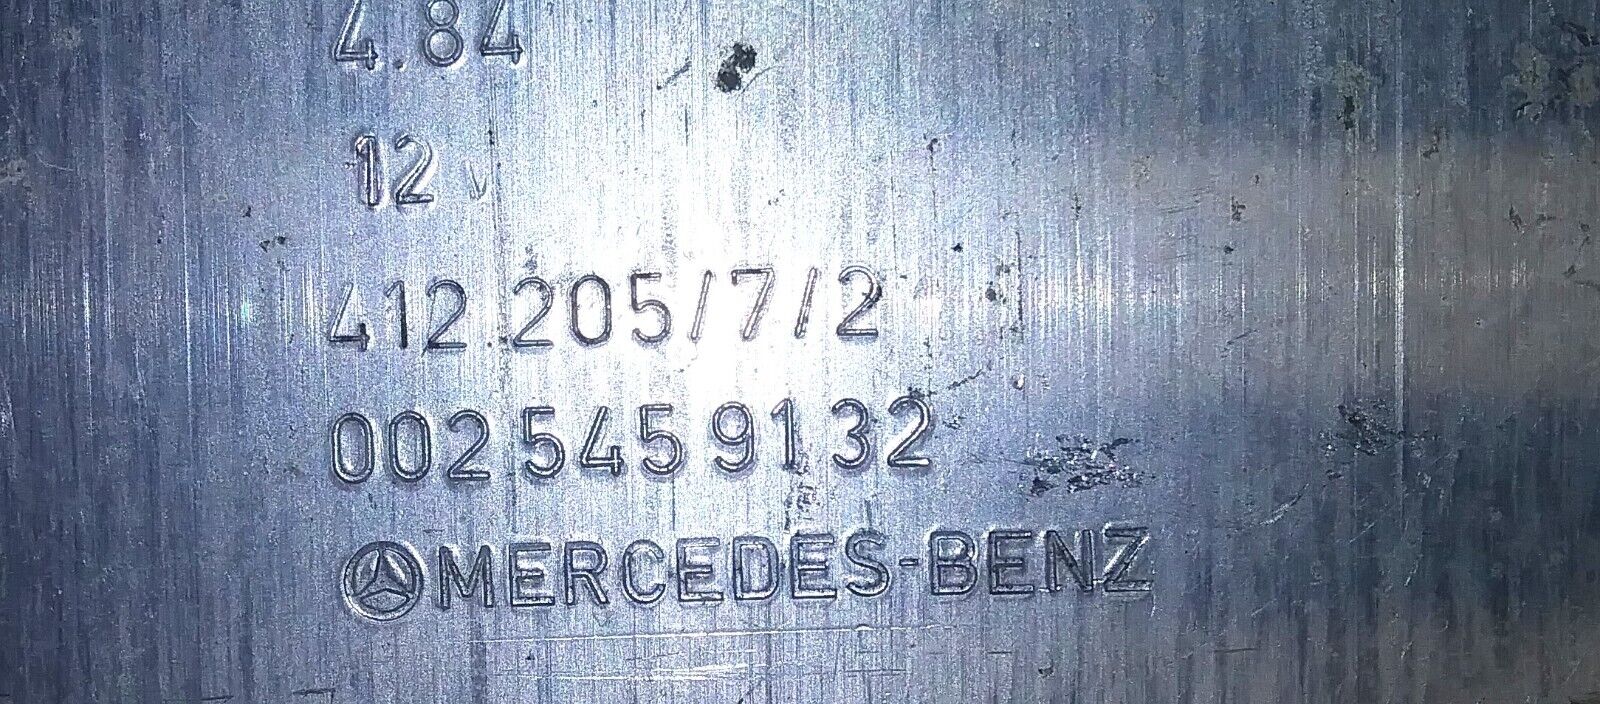 4.84
12 V
412.205/7/2
002 545 91 32
MERCEDES-BENZ